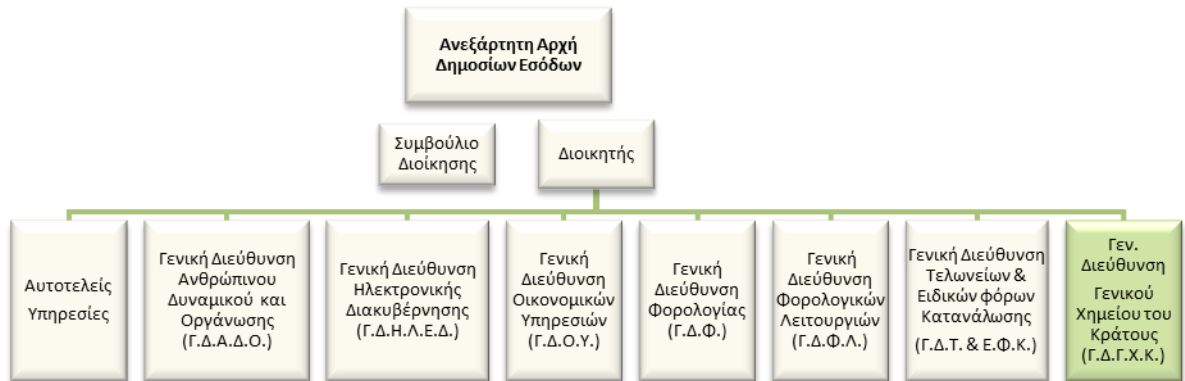 Ανεξάρτητη Αρχή
Δημοσίων Εσόδων
Συμβούλιο
Διοίκησης
Διοικητής
Αυτοτελείς
Υπηρεσίες
Γενική Διεύθυνση
Ανθρώπινου
Δυναμικού και
Οργάνωσης
(Γ.Δ.Α.Δ.Ο.)
Γενική Διεύθυνση
Ηλεκτρονικής
Διακυβέρνησης
(Γ.Δ.Η.Λ.Ε.Δ.)
Γενική
Διεύθυνση
Οικονομικών
Υπηρεσιών
(Γ.Δ.Ο.Υ.)
Γενική
Διεύθυνση
Φορολογίας
(Γ.Δ.Φ.)
Γενική
Διεύθυνση
Φορολογικών
Λειτουργιών
(Γ.Δ.Φ.Λ.)
Γενική Διεύθυνση
Τελωνείων &
Ειδικών φόρων
Κατανάλωσης
(Γ.Δ.Τ. & Ε.Φ.Κ.)
Γεν.
Διεύθυνση
Γενικού
Χημείου του
Κράτους
(Γ.Δ.Γ.Χ.Κ.)